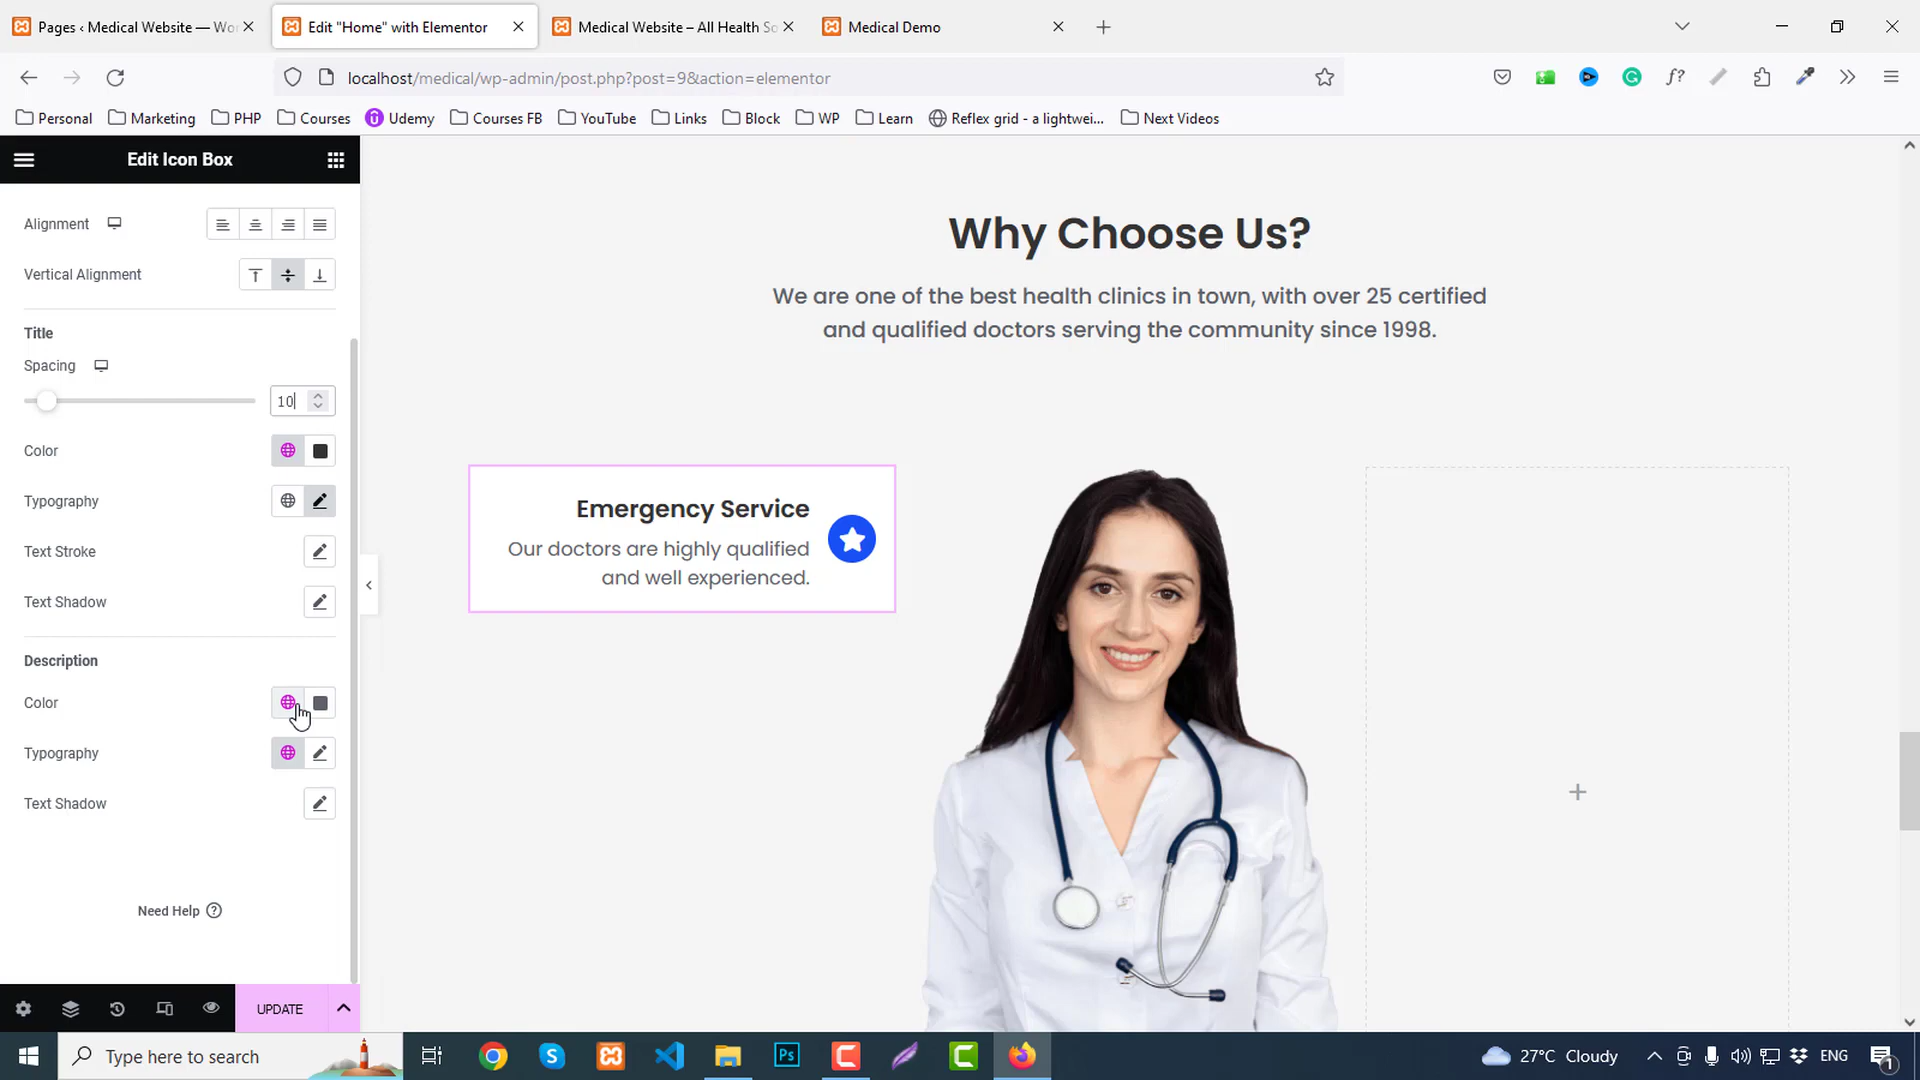 Pages ‹ Medical Website — Wo
Edit "Home" with Elementor
Medical Website – All Health So
Medical Demo
localhost/medical/wp-admin/post.php?post=9&action=elementor
f?
Personal
Marketing
PHP
Courses
Udemy
Courses FB
YouTube
Links
Block
WP
Learn
Reflex grid - a lightwei...
Next Videos
Edit Icon Box
Alignment
Vertical Alignment
Title
Spacing
10
Color
Typography
Text Stroke
Text Shadow
Description
Color
Typography
Text Shadow
Need Help
UPDATE
Why Choose Us?
We are one of the best health clinics in town, with over 25 certified
and qualified doctors serving the community since 1998.
Emergency Service
Our doctors are highly qualified
and well experienced.
Type here to search
Ps
27°C Cloudy
ENG
1